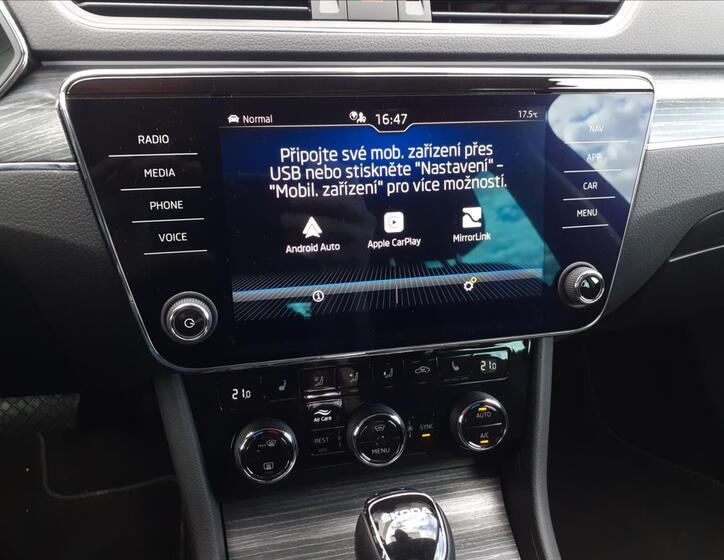 Normal 16:47 17.5°C
Připojte své mob. zařízení přes
USB nebo stiskněte "Nastavení" –
"Mobil. zařízení" pro více možností.
Android Auto Apple CarPlay MirrorLink
RADIO
MEDIA
PHONE
VOICE
NAV
APP
CAR
MENU
21.0 21.0
Air Care
MAX REST MENU SYNC AUTO
A/C
ŠKODA